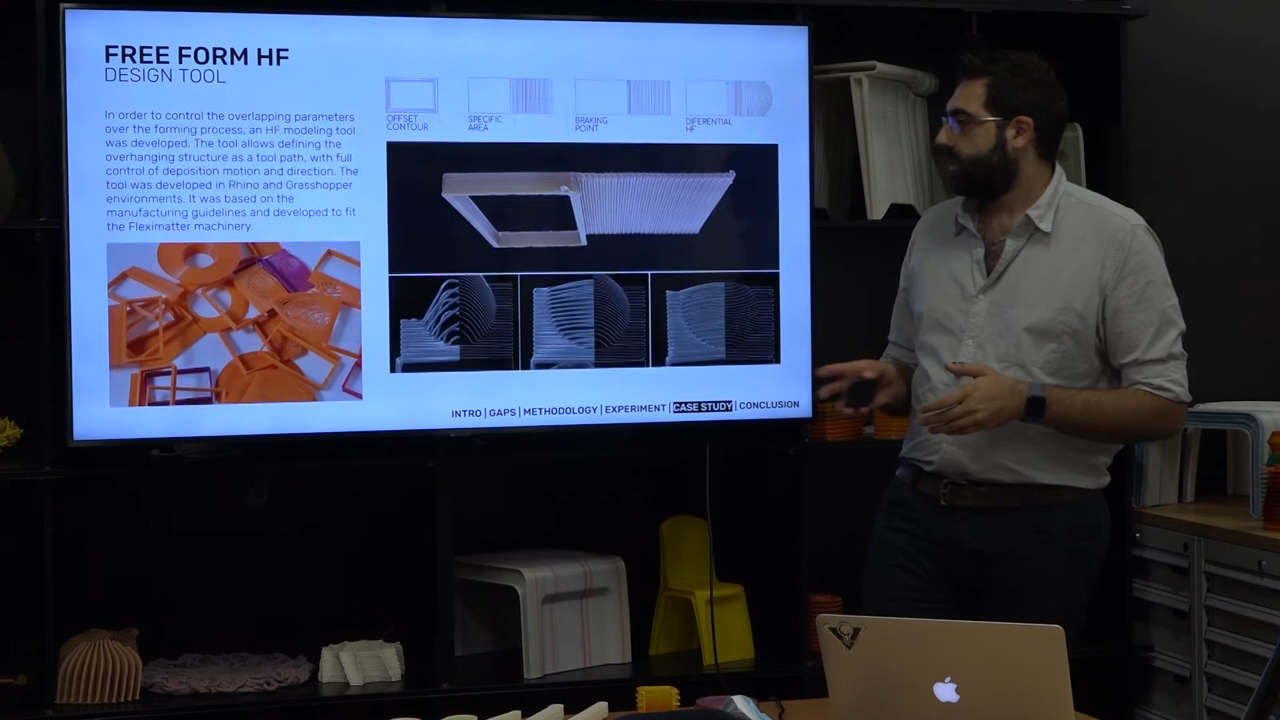 FREE FORM HF
DESIGN TOOL
In order to control the overlapping parameters
over the forming process, an HF modeling tool
was developed. The tool allows defining the
overhanging structure as a tool path, with full
control of deposition motion and direction. The
tool was developed in Rhino and Grasshopper
environments. It was based on the
manufacturing guidelines and developed to fit
the Fleximatter machinery.
OFFSET
CONTOUR
SPECIFIC
AREA
BRAKING
POINT
DIFERENTIAL
HF
INTRO | GAPS | METHODOLOGY | EXPERIMENT | CASE STUDY | CONCLUSION